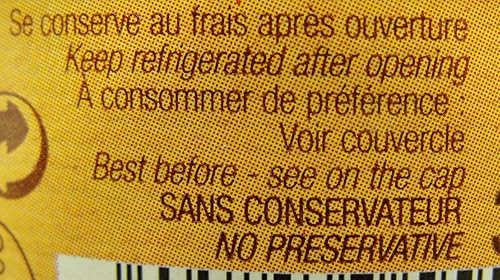 Se conserve au frais après ouverture
Keep refrigerated after opening
À consommer de préférence :
Voir couvercle
Best before - see on the cap
SANS CONSERVATEUR
NO PRESERVATIVE